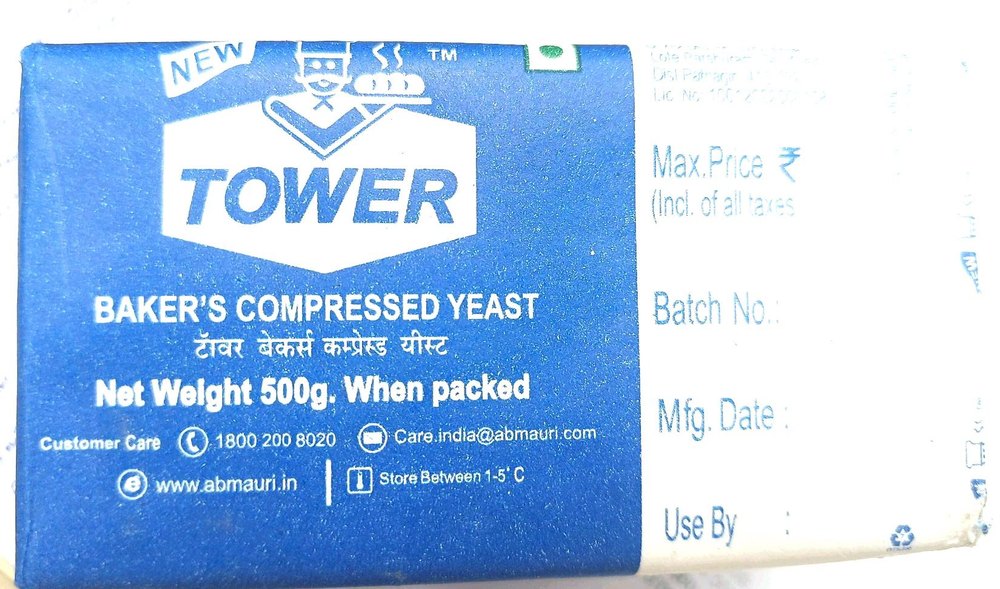 NEW
TM
TOWER
BAKER'S COMPRESSED YEAST
टॉवर बेकर्स कम्प्रेस्ड यीस्ट
Net Weight 500g. When packed
Customer Care 1800 200 8020 Care.india@abmauri.com
www.abmauri.in Store Between 1-5° C
Lic. No.
Max.Price ₹
(Incl. of all taxes
Batch No.:
Mfg. Date :
Use By :